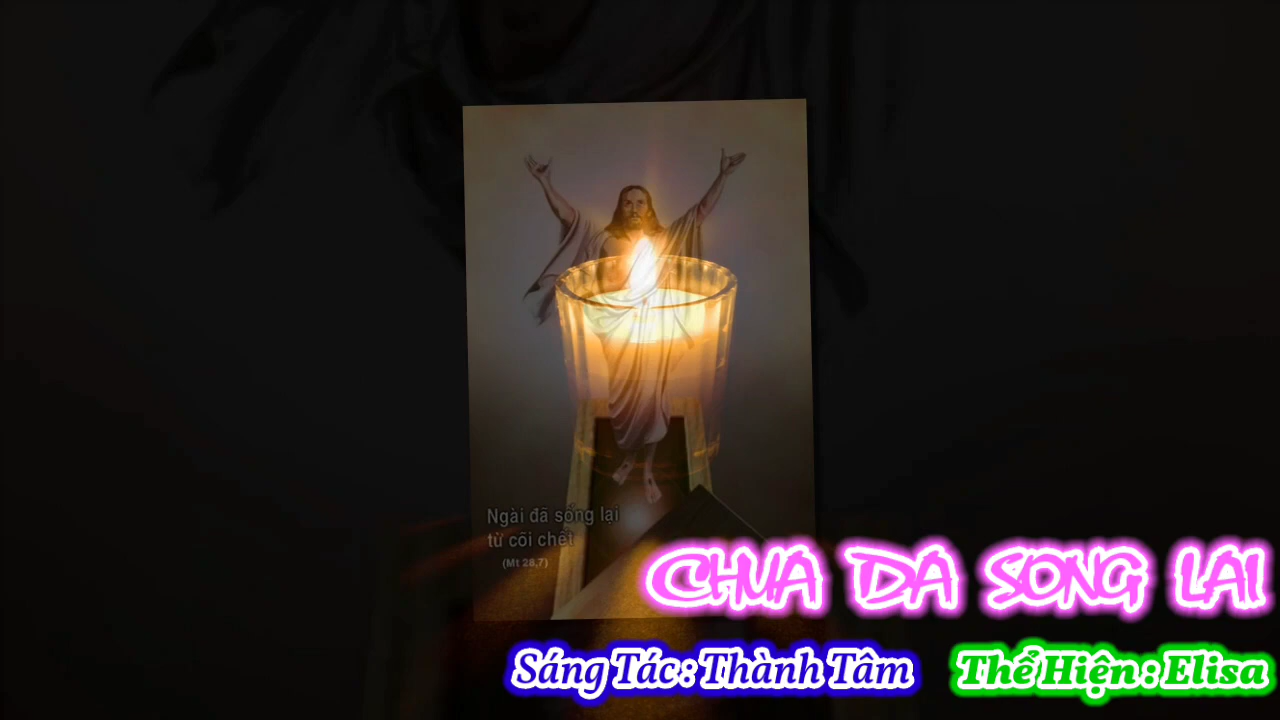 Ngài đã sống lại
từ cõi chết
(Mt 28,7)
CHUA DA SONG LAI
Sáng Tác : Thành Tâm Thể Hiện : Elisa